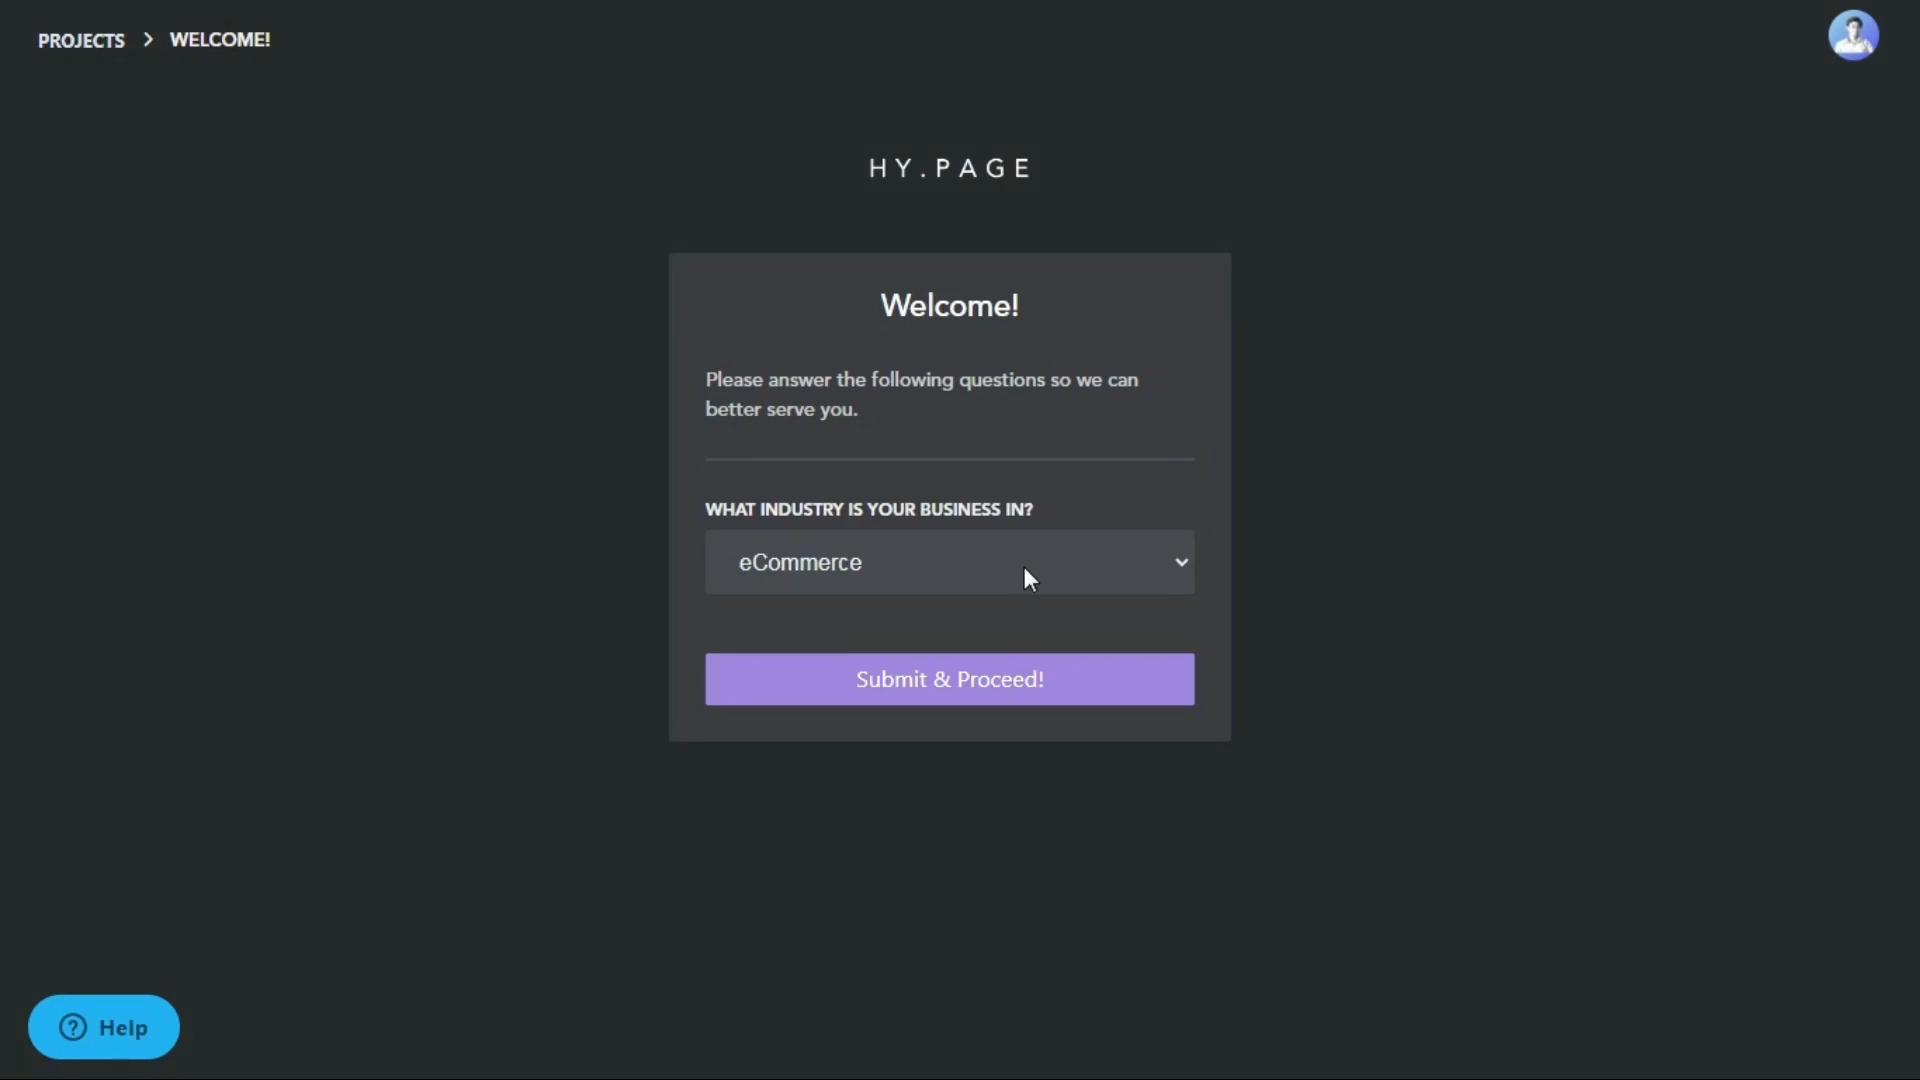 PROJECTS > WELCOME!
HY.PAGE
Welcome!
Please answer the following questions so we can
better serve you.
WHAT INDUSTRY IS YOUR BUSINESS IN?
eCommerce
Submit & Proceed!
? Help